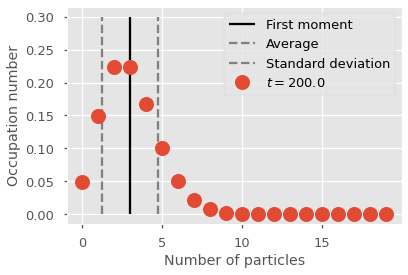 0.30
0.25
0.20
0.15
0.10
0.05
0.00
Occupation number
First moment
Average
Standard deviation
t = 200.0
0 5 10 15
Number of particles